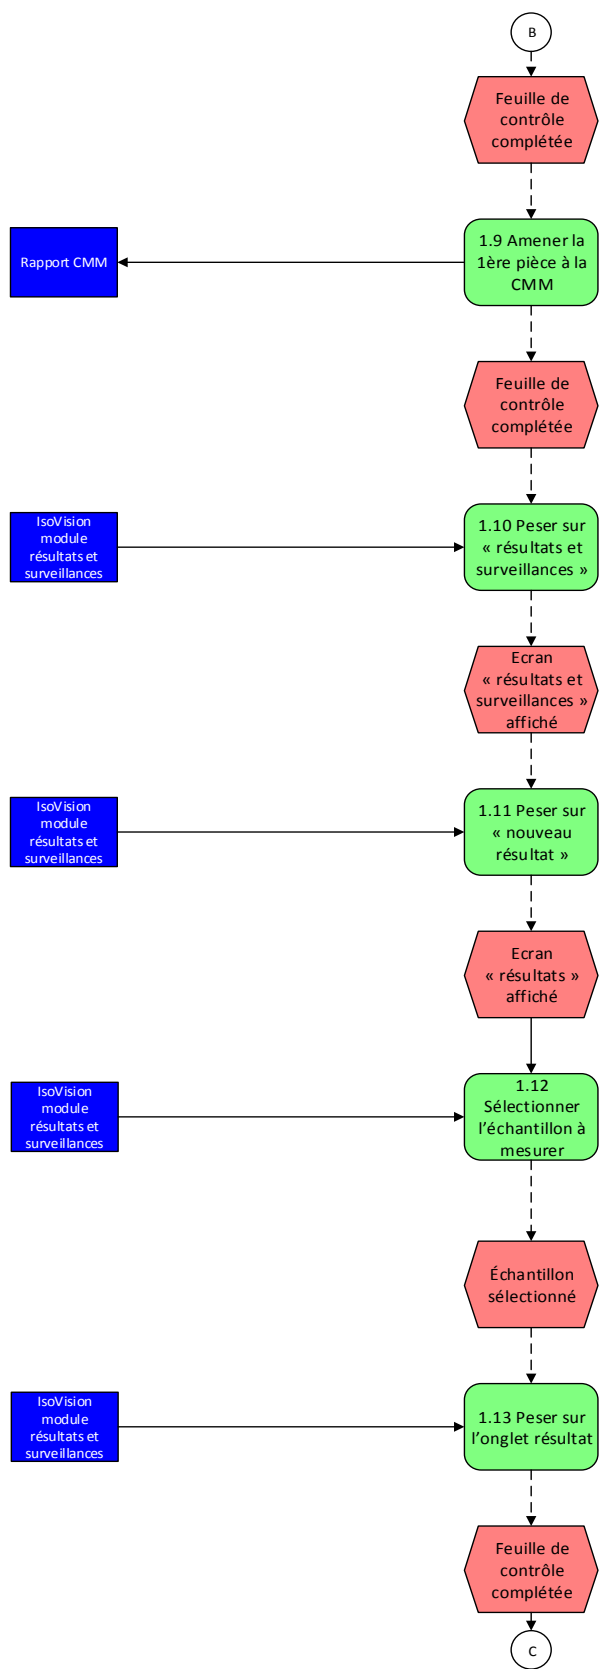 B
Feuille de
contrôle
complétée
Rapport CMM
1.9 Amener la
1ère pièce à la
CMM
Feuille de
contrôle
complétée
IsoVision
module
résultats et
surveillances
1.10 Peser sur
« résultats et
surveillances »
Ecran
« résultats et
surveillances »
affiché
IsoVision
module
résultats et
surveillances
1.11 Peser sur
« nouveau
résultat »
Ecran
« résultats »
affiché
IsoVision
module
résultats et
surveillances
1.12
Sélectionner
l’échantillon à
mesurer
Échantillon
sélectionné
IsoVision
module
résultats et
surveillances
1.13 Peser sur
l’onglet résultat
Feuille de
contrôle
complétée
C